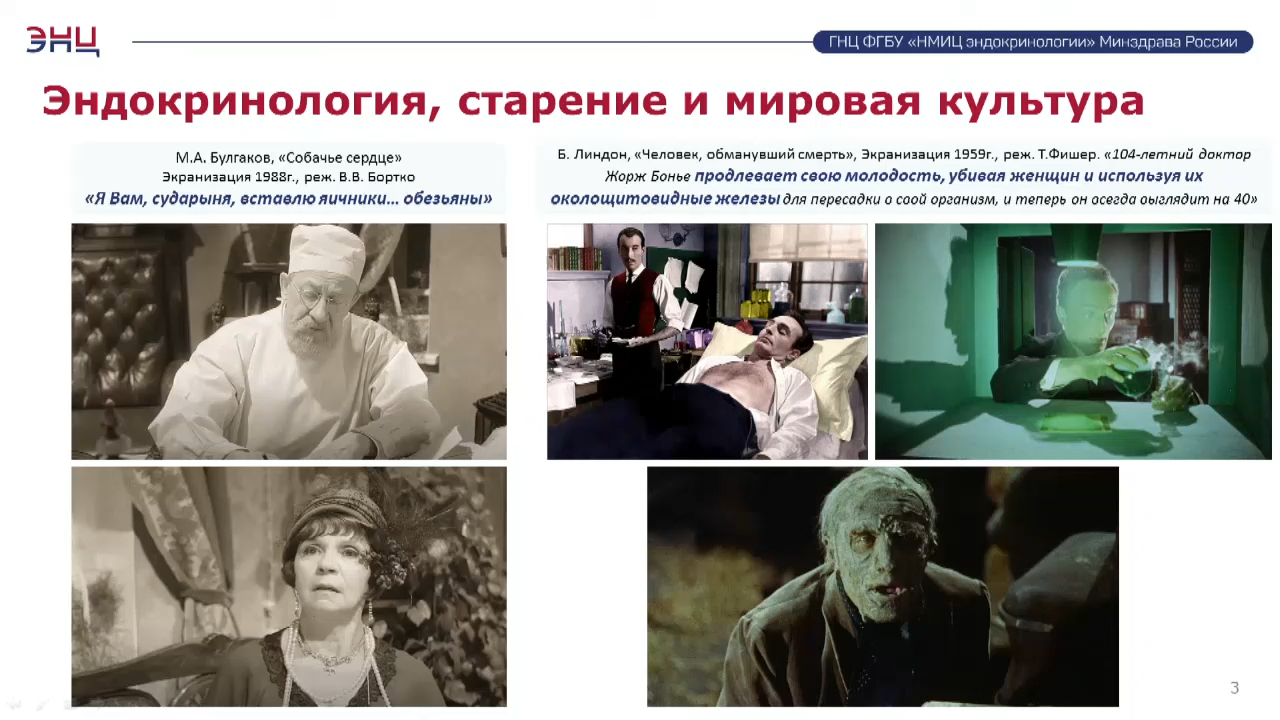 ЭНЦ
ГНЦ ФГБУ «НМИЦ эндокринологии» Минздрава России
Эндокринология, старение и мировая культура
М.А. Булгаков, «Собачье сердце»
Экранизация 1988г., реж. В.В. Бортко
«Я Вам, сударыня, вставлю яичники... обезьяны»
Б. Линдон, «Человек, обманувший смерть», Экранизация 1959г., реж. Т.Фишер. «104-летний доктор
Жорж Бонье продлевает свою молодость, убивая женщин и используя их
околощитовидные железы для пересадки в свой организм, и теперь он всегда выглядит на 40»
3